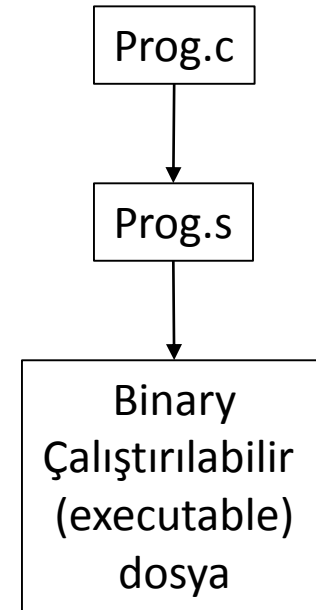 Prog.c
Prog.s
Binary
Çalıştırılabilir
(executable)
dosya